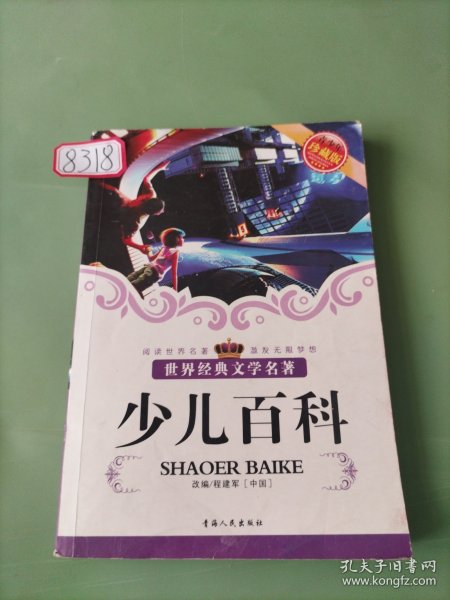 8318
珍藏版
阅读世界名著 激发无限梦想
世界经典文学名著
少儿百科
SHAOER BAIKE
改编/程建军[中国]
青海人民出版社
孔夫子旧书网
www.kongfz.com